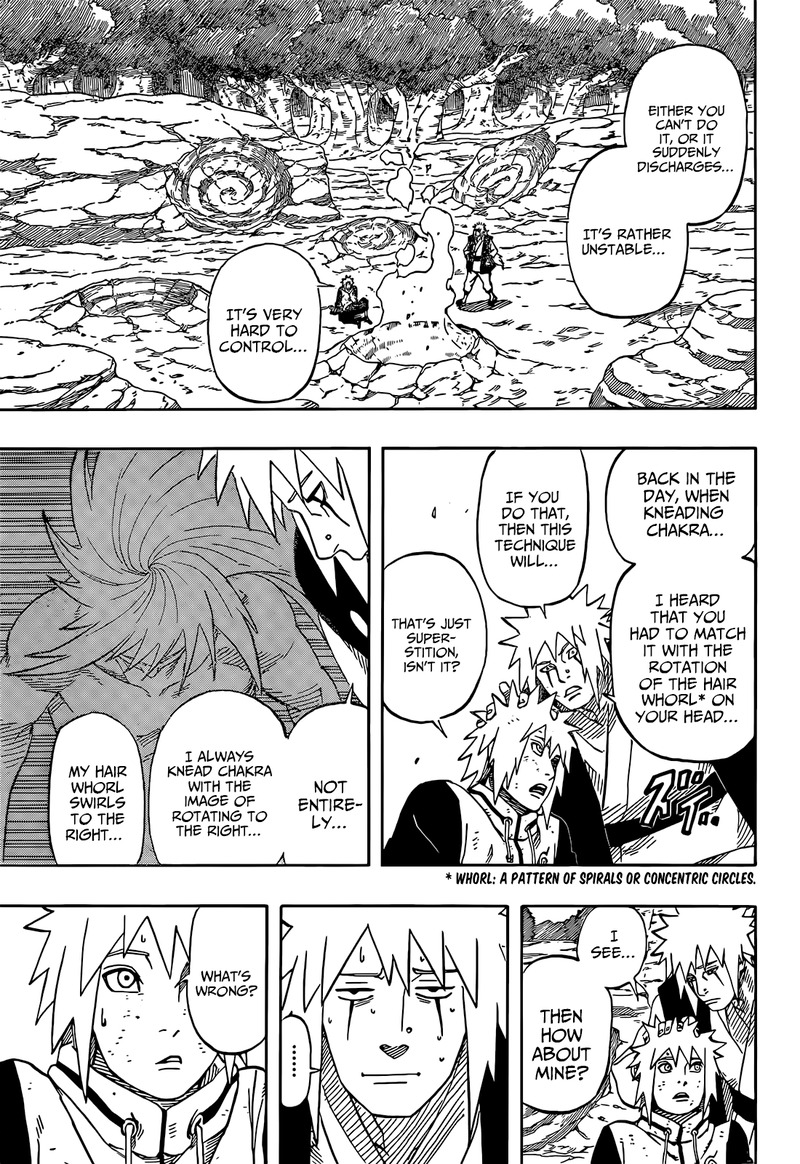 EITHER YOU
CAN'T DO
IT, OR IT
SUDDENLY
DISCHARGES...
IT'S RATHER
UNSTABLE...
IT'S VERY
HARD TO
CONTROL...
BACK IN THE
DAY, WHEN
KNEADING
CHAKRA...
I HEARD
THAT YOU
HAD TO MATCH
IT WITH THE
ROTATION
OF THE HAIR
WHORL* ON
YOUR HEAD...
IF YOU
DO THAT,
THEN THIS
TECHNIQUE
WILL...
THAT'S JUST
SUPER-
STITION,
ISN'T IT?
ズズイ...
* WHORL: A PATTERN OF SPIRALS OR CONCENTRIC CIRCLES.
NOT
ENTIRE-
LY...
I ALWAYS
KNEAD CHAKRA
WITH THE
IMAGE OF
ROTATING TO
THE RIGHT...
MY HAIR
WHORL
SWIRLS TO
THE
RIGHT...
I
SEE...
THEN
HOW
ABOUT
MINE?
......
WHAT'S
WRONG?